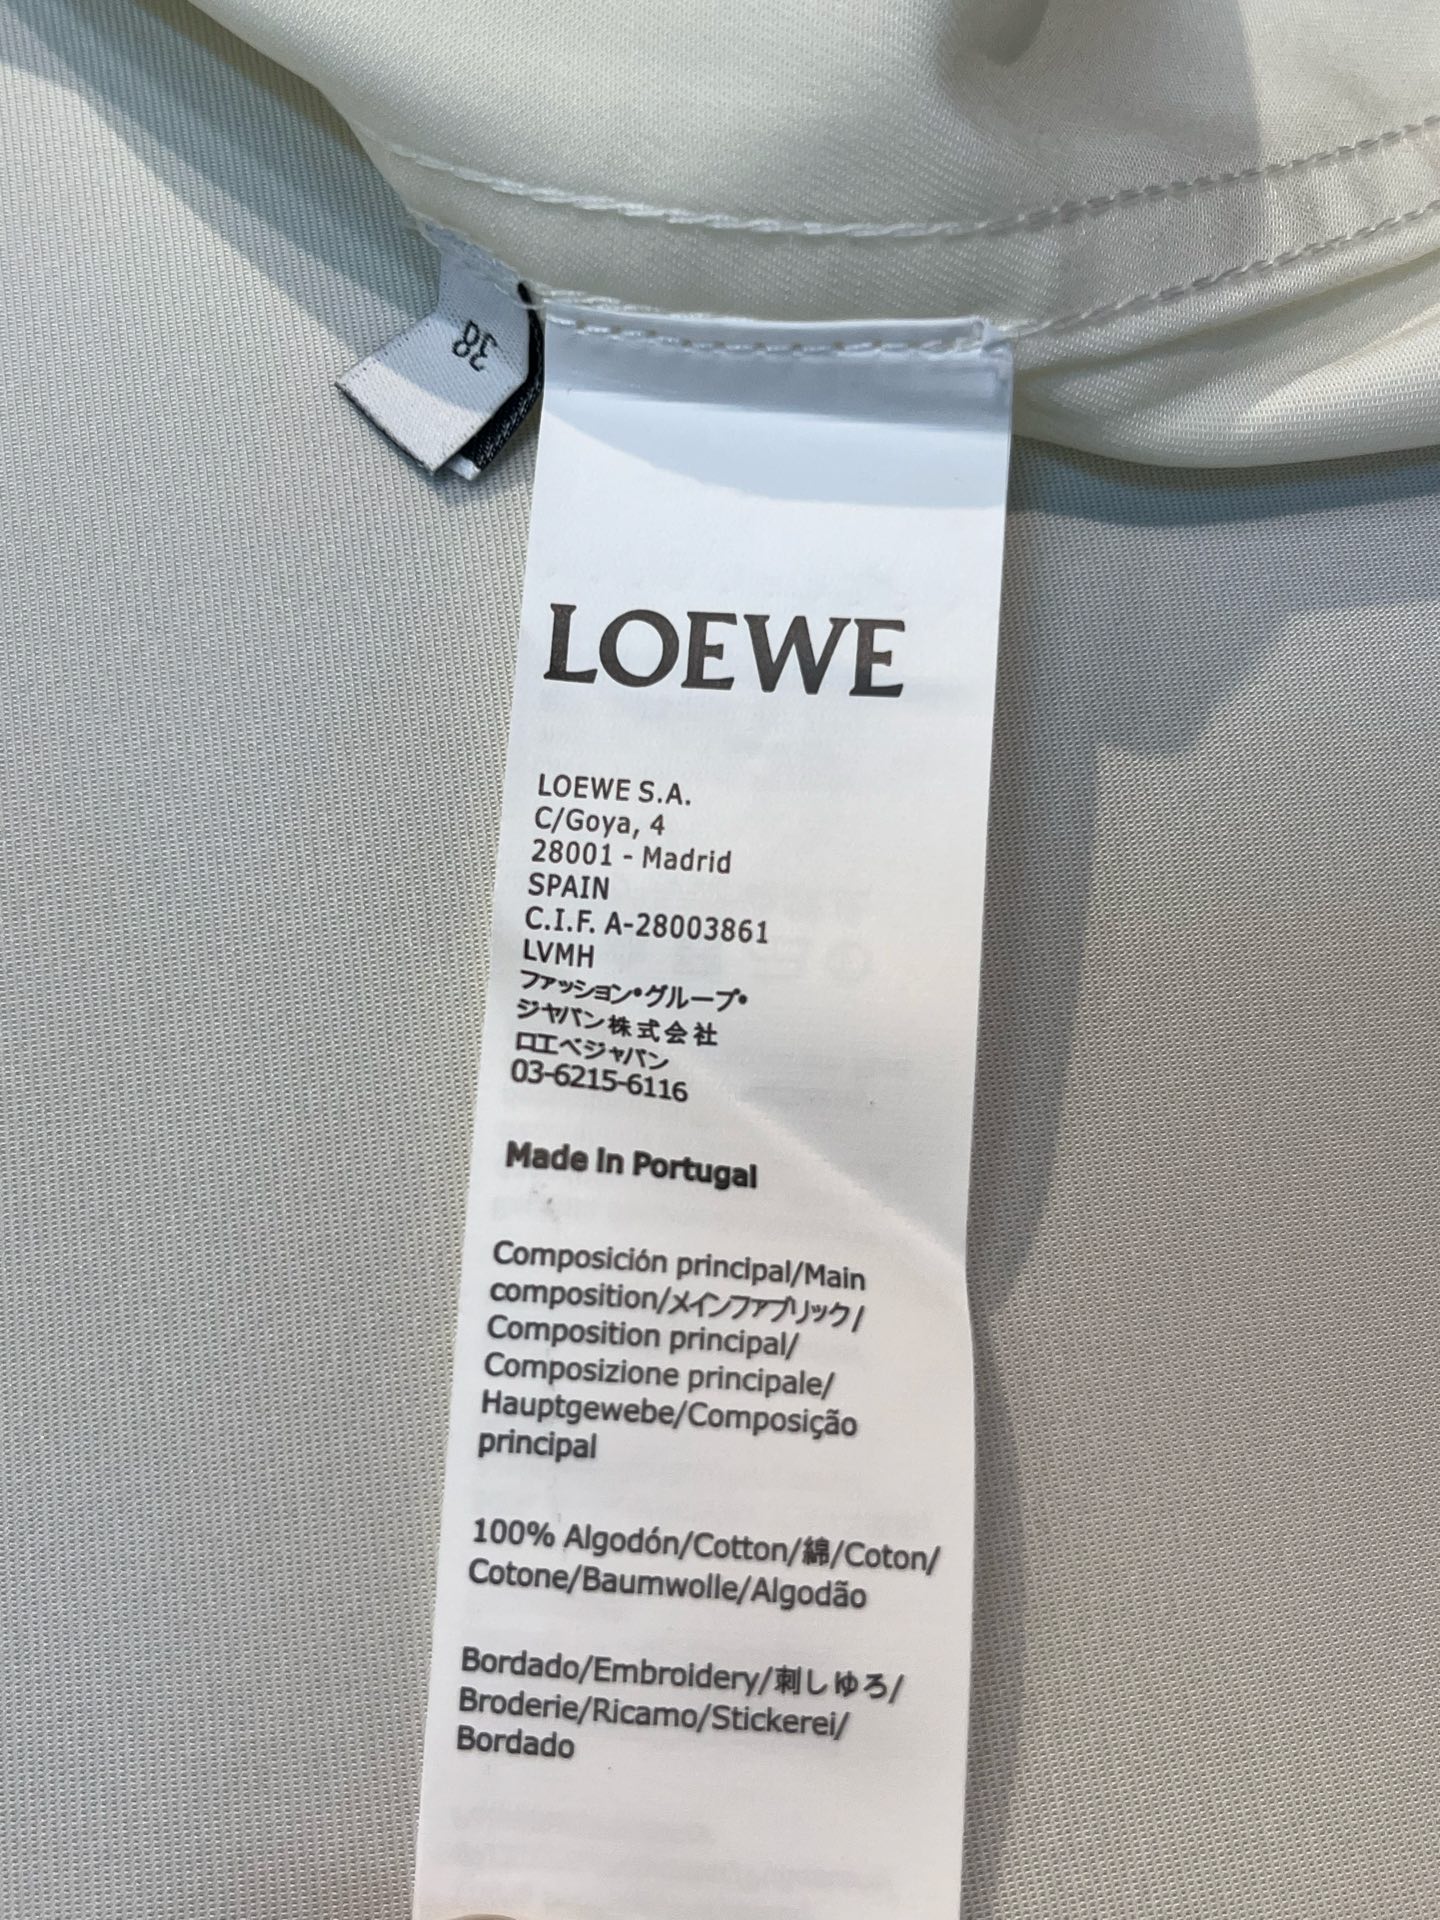 38
LOEWE
LOEWE S.A.
C/Goya, 4
28001 - Madrid
SPAIN
C.I.F. A-28003861
LVMH
ファッション•グループ•
ジャパン株式会社
ロエベジャパン
03-6215-6116
Made In Portugal
Composición principal/Main
composition/メインファブリック/
Composition principal/
Composizione principale/
Hauptgewebe/Composição
principal
100% Algodón/Cotton/綿/Coton/
Cotone/Baumwolle/Algodão
Bordado/Embroidery/刺しゆろ/
Broderie/Ricamo/Stickerei/
Bordado